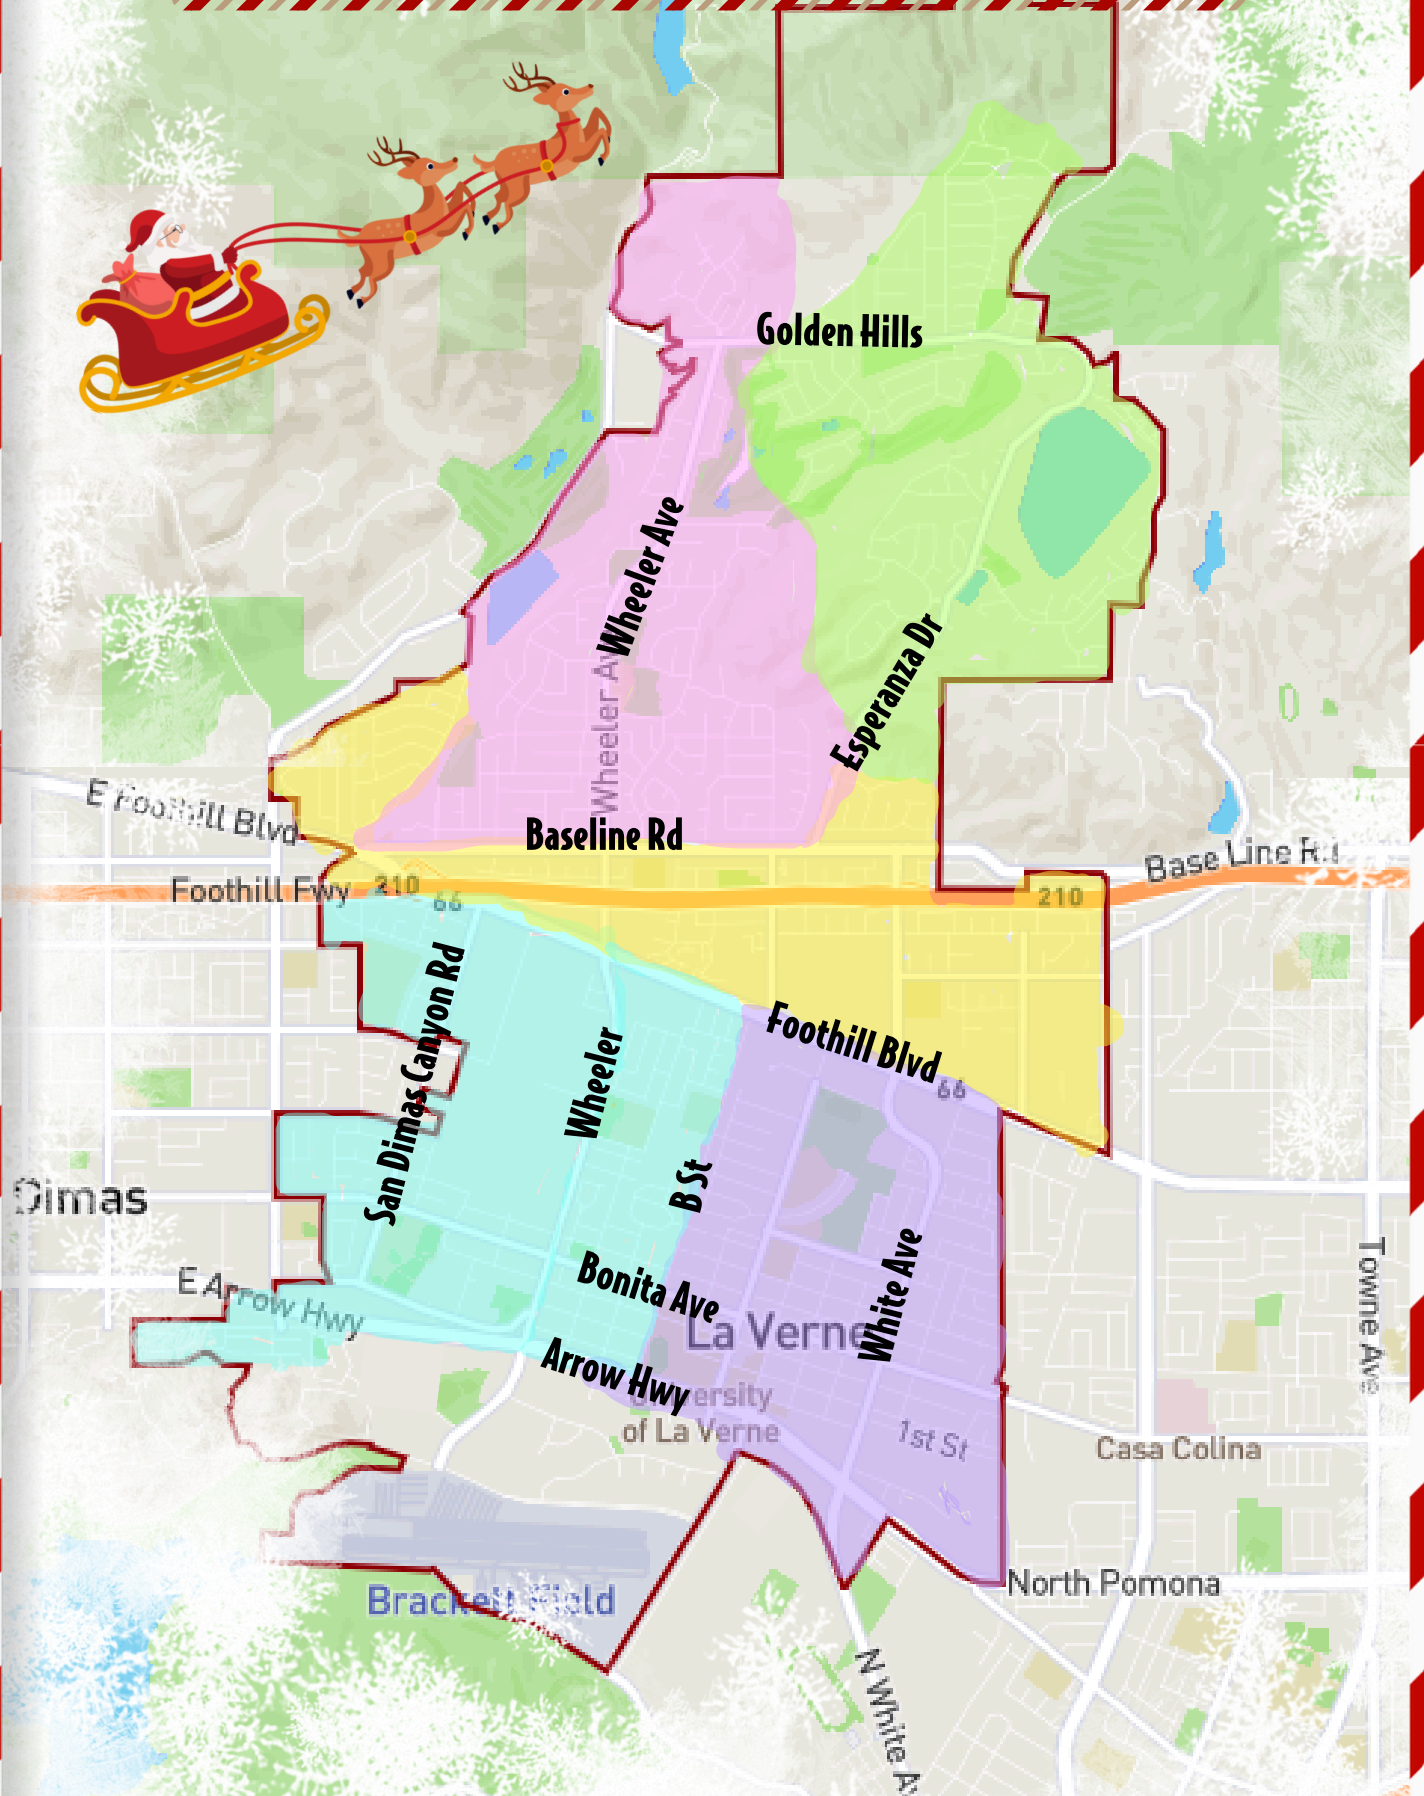 Golden Hills
Wheeler Ave
Wheeler Av
Esperanza Dr
E Foothill Blvd
Baseline Rd
Base Line Rd
Foothill Fwy
210
66
210
San Dimas Canyon Rd
Wheeler
Foothill Blvd
66
B St
Dimas
White Ave
Bonita Ave
La Verne
E Arrow Hwy
Arrow Hwy
University
of La Verne
1st St
Towne Ave
Casa Colina
North Pomona
Brackett Field
N White Av